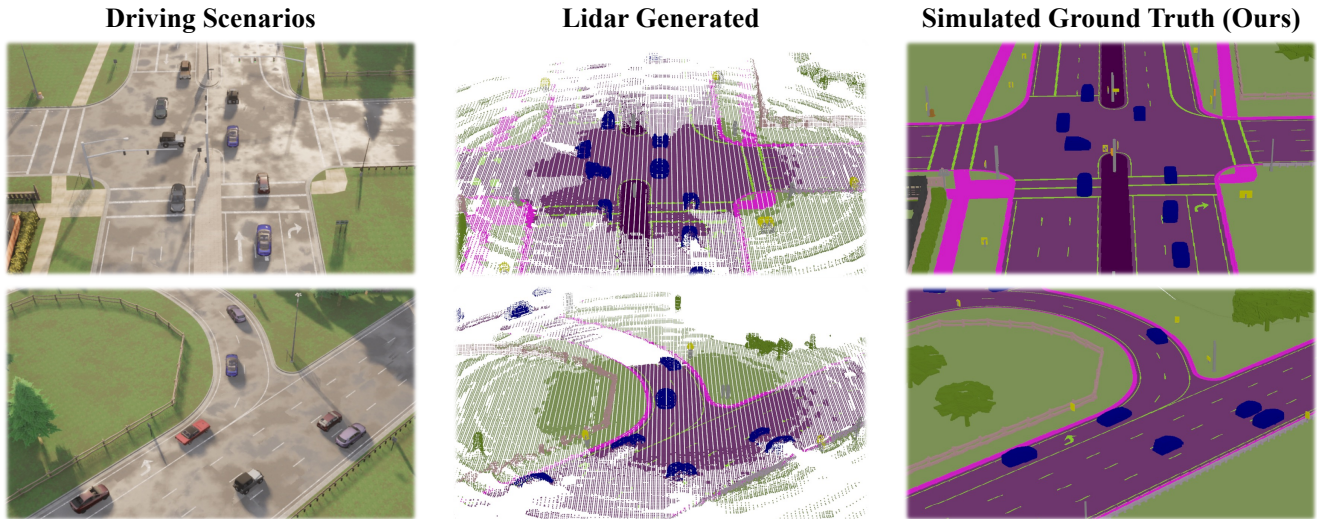 Driving Scenarios
Lidar Generated
Simulated Ground Truth (Ours)